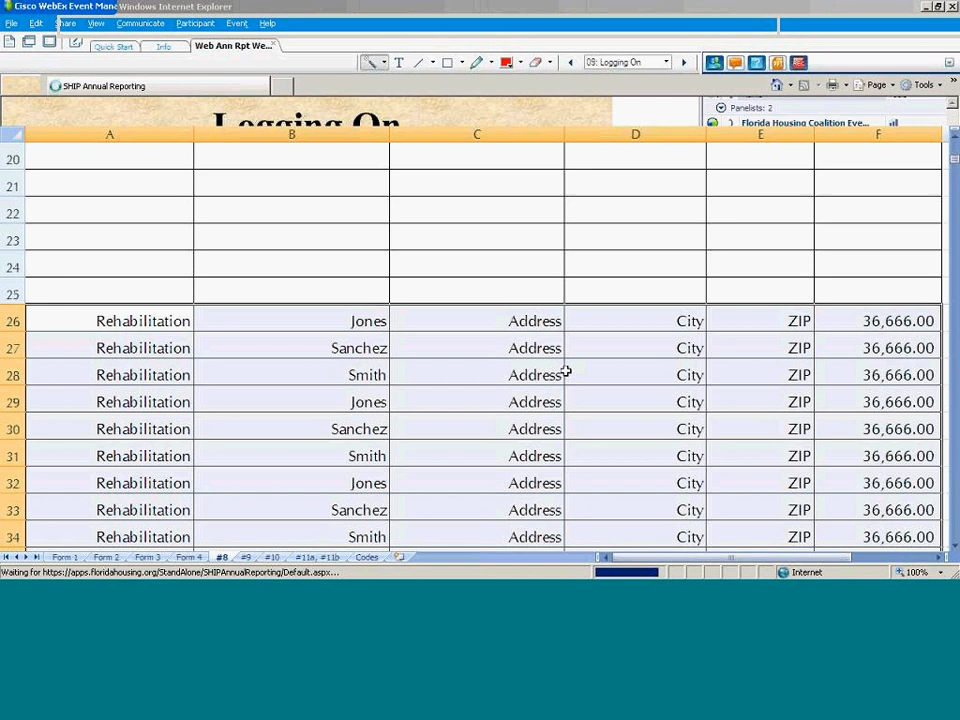 Cisco WebEx Event Mana Windows Internet Explorer
File Edit Share View Communicate Participant Event Help
Quick Start Info Web Ann Rpt We...
T 09: Logging On
SHIP Annual Reporting Page Tools
Logging On
Panelists: 2
Florida Housing Coalition Eve...
A B C D E F
20
21
22
23
24
25
26 Rehabilitation Jones Address City ZIP 36,666.00
27 Rehabilitation Sanchez Address City ZIP 36,666.00
28 Rehabilitation Smith Address City ZIP 36,666.00
29 Rehabilitation Jones Address City ZIP 36,666.00
30 Rehabilitation Sanchez Address City ZIP 36,666.00
31 Rehabilitation Smith Address City ZIP 36,666.00
32 Rehabilitation Jones Address City ZIP 36,666.00
33 Rehabilitation Sanchez Address City ZIP 36,666.00
34 Rehabilitation Smith Address City ZIP 36,666.00
Form 1 Form 2 Form 3 Form 4 #8 #9 #10 #11a, #11b Codes
Waiting for https://apps.floridahousing.org/StandAlone/SHIPAnnualReporting/Default.aspx... Internet 100%